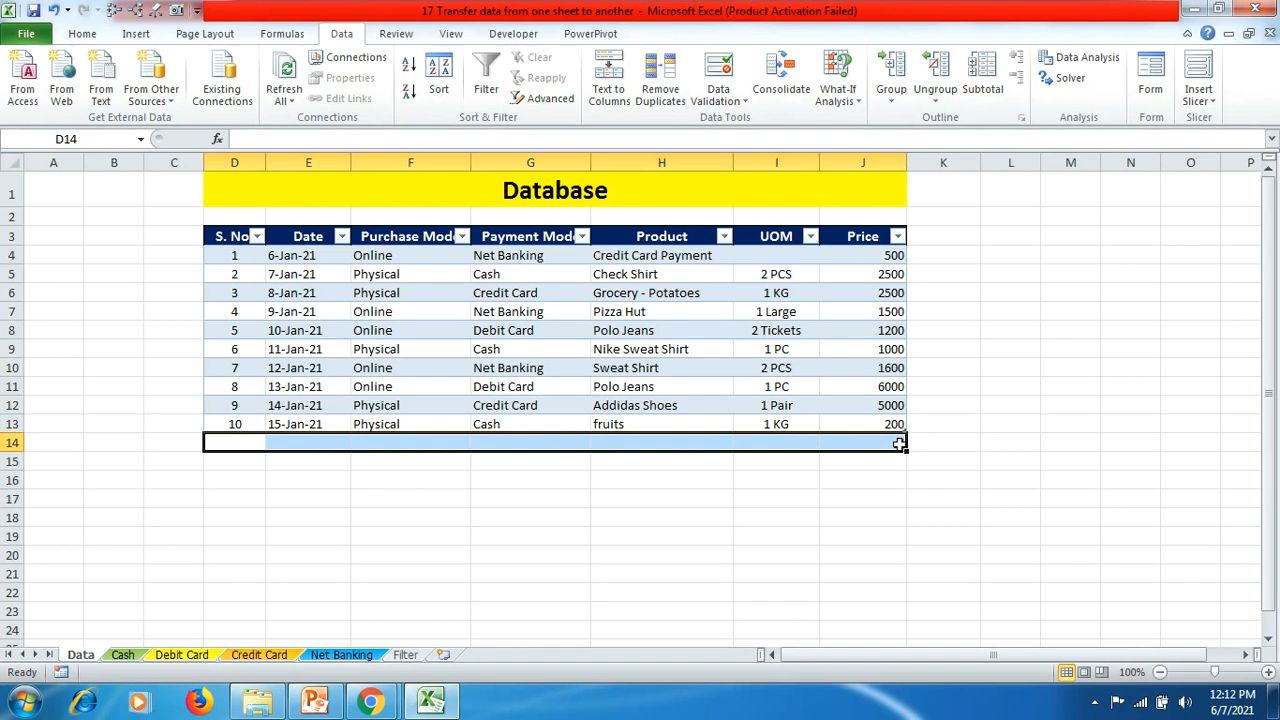 17 Transfer data from one sheet to another - Microsoft Excel (Product Activation Failed)
File Home Insert Page Layout Formulas Data Review View Developer PowerPivot
From Access
From Web
From Text
From Other Sources
Get External Data
Existing Connections
Refresh All
Connections
Properties
Edit Links
Connections
Sort
Filter
Clear
Reapply
Advanced
Sort & Filter
Text to Columns
Remove Duplicates
Data Validation
Consolidate
What-If Analysis
Data Tools
Group
Ungroup
Subtotal
Outline
Data Analysis
Solver
Analysis
Form
Form
Insert Slicer
Slicer
D14 fx
A B C D E F G H I J K L M N O P
1 Database
2
3 S. No Date Purchase Mod Payment Mod Product UOM Price
4 1 6-Jan-21 Online Net Banking Credit Card Payment 500
5 2 7-Jan-21 Physical Cash Check Shirt 2 PCS 2500
6 3 8-Jan-21 Physical Credit Card Grocery - Potatoes 1 KG 2500
7 4 9-Jan-21 Online Net Banking Pizza Hut 1 Large 1500
8 5 10-Jan-21 Online Debit Card Polo Jeans 2 Tickets 1200
9 6 11-Jan-21 Physical Cash Nike Sweat Shirt 1 PC 1000
10 7 12-Jan-21 Online Net Banking Sweat Shirt 2 PCS 1600
11 8 13-Jan-21 Online Debit Card Polo Jeans 1 PC 6000
12 9 14-Jan-21 Physical Credit Card Addidas Shoes 1 Pair 5000
13 10 15-Jan-21 Physical Cash fruits 1 KG 200
14
15
16
17
18
19
20
21
22
23
24
Data Cash Debit Card Credit Card Net Banking Filter
Ready 100%
12:12 PM
6/7/2021